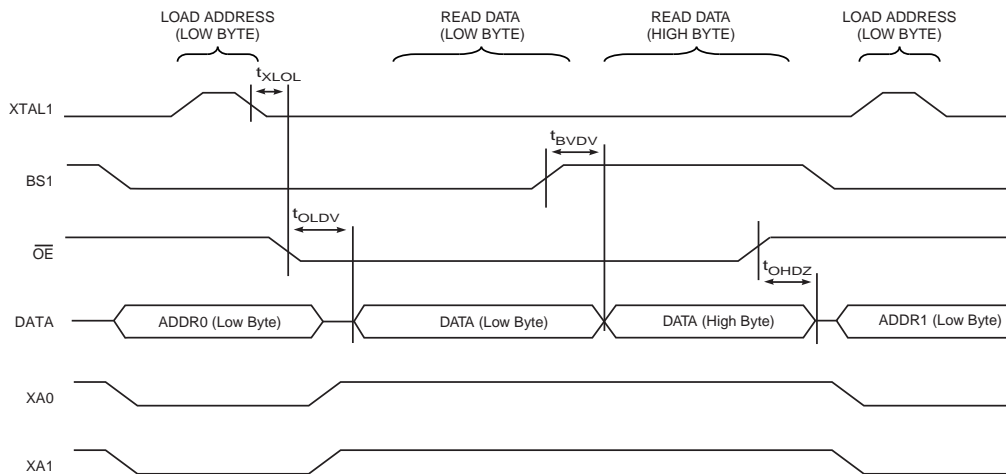 LOAD ADDRESS
(LOW BYTE)
READ DATA
(LOW BYTE)
READ DATA
(HIGH BYTE)
LOAD ADDRESS
(LOW BYTE)
tXLOL
XTAL1
tBVDV
BS1
tOLDV
OE
tOHDZ
DATA
ADDR0 (Low Byte)
DATA (Low Byte)
DATA (High Byte)
ADDR1 (Low Byte)
XA0
XA1